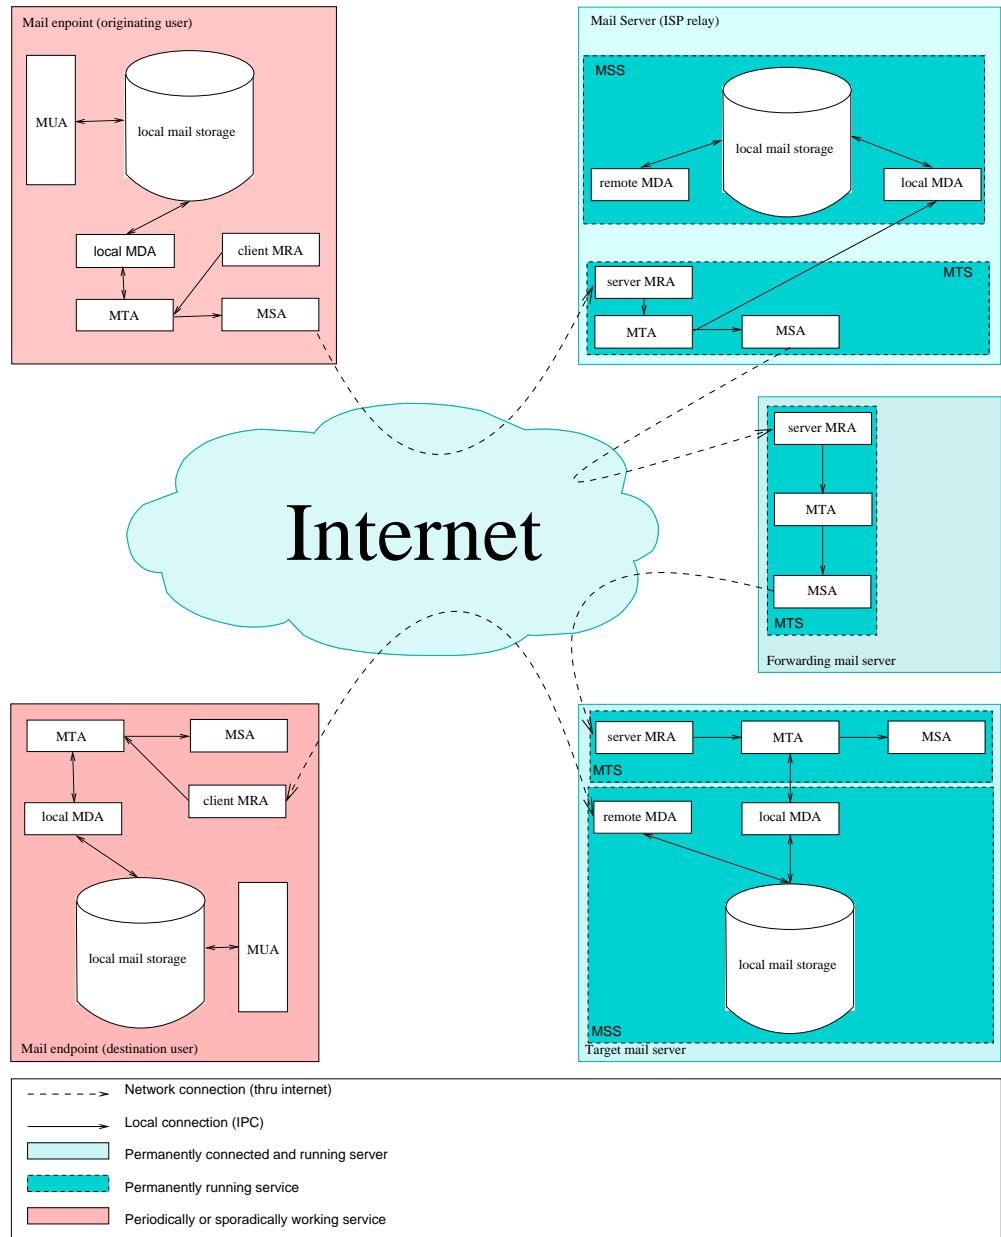 Mail enpoint (originating user)
MUA
local mail storage
local MDA
client MRA
MTA
MSA
Mail Server (ISP relay)
MSS
local mail storage
remote MDA
local MDA
MTS
server MRA
MTA
MSA
Internet
server MRA
MTA
MSA
MTS
Forwarding mail server
MTA
MSA
client MRA
local MDA
local mail storage
MUA
Mail endpoint (destination user)
server MRA
MTA
MSA
MTS
remote MDA
local MDA
local mail storage
MSS
Target mail server
Network connection (thru internet)
Local connection (IPC)
Permanently connected and running server
Permanently running service
Periodically or sporadically working service